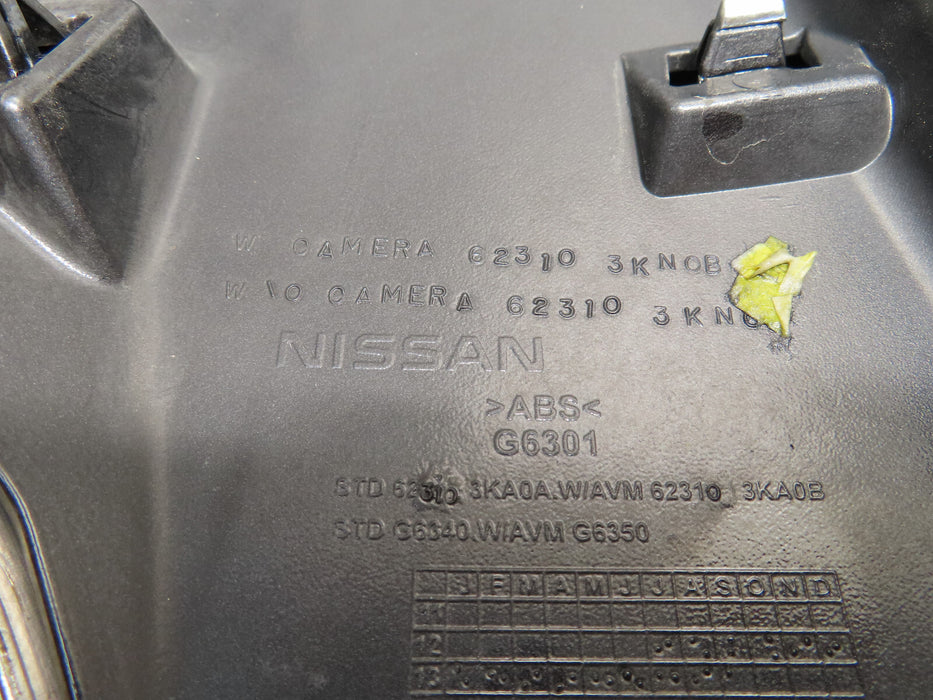 W CAMERA 62310 3KN0B
W\O CAMERA 62310
NISSAN
>ABS<
G6301
STD 62310 3KA0A.W/AVM 62310 3KA0B
STD G6340.W/AVM G6350
J F M A M J J A S O N D
11
12
13